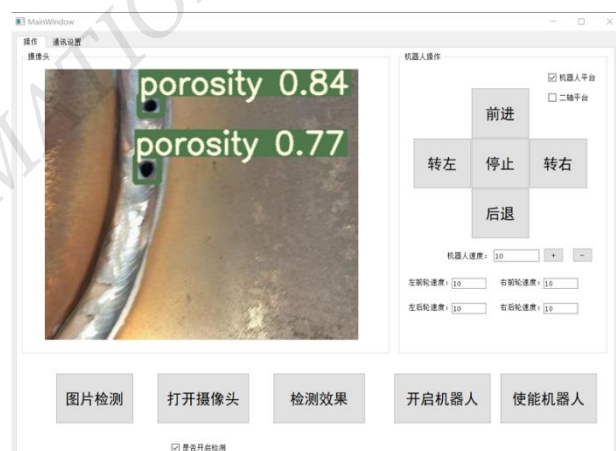 MainWindow
操作 通讯设置
摄像头
porosity 0.84
porosity 0.77
机器人操作
机器人平台
二轴平台
前进
转左 停止 转右
后退
机器人速度: 10 + -
左前轮速度: 10 右前轮速度: 10
左后轮速度: 10 右后轮速度: 10
图片检测 打开摄像头 检测效果 开启机器人 使能机器人
是否开启检测
MATION